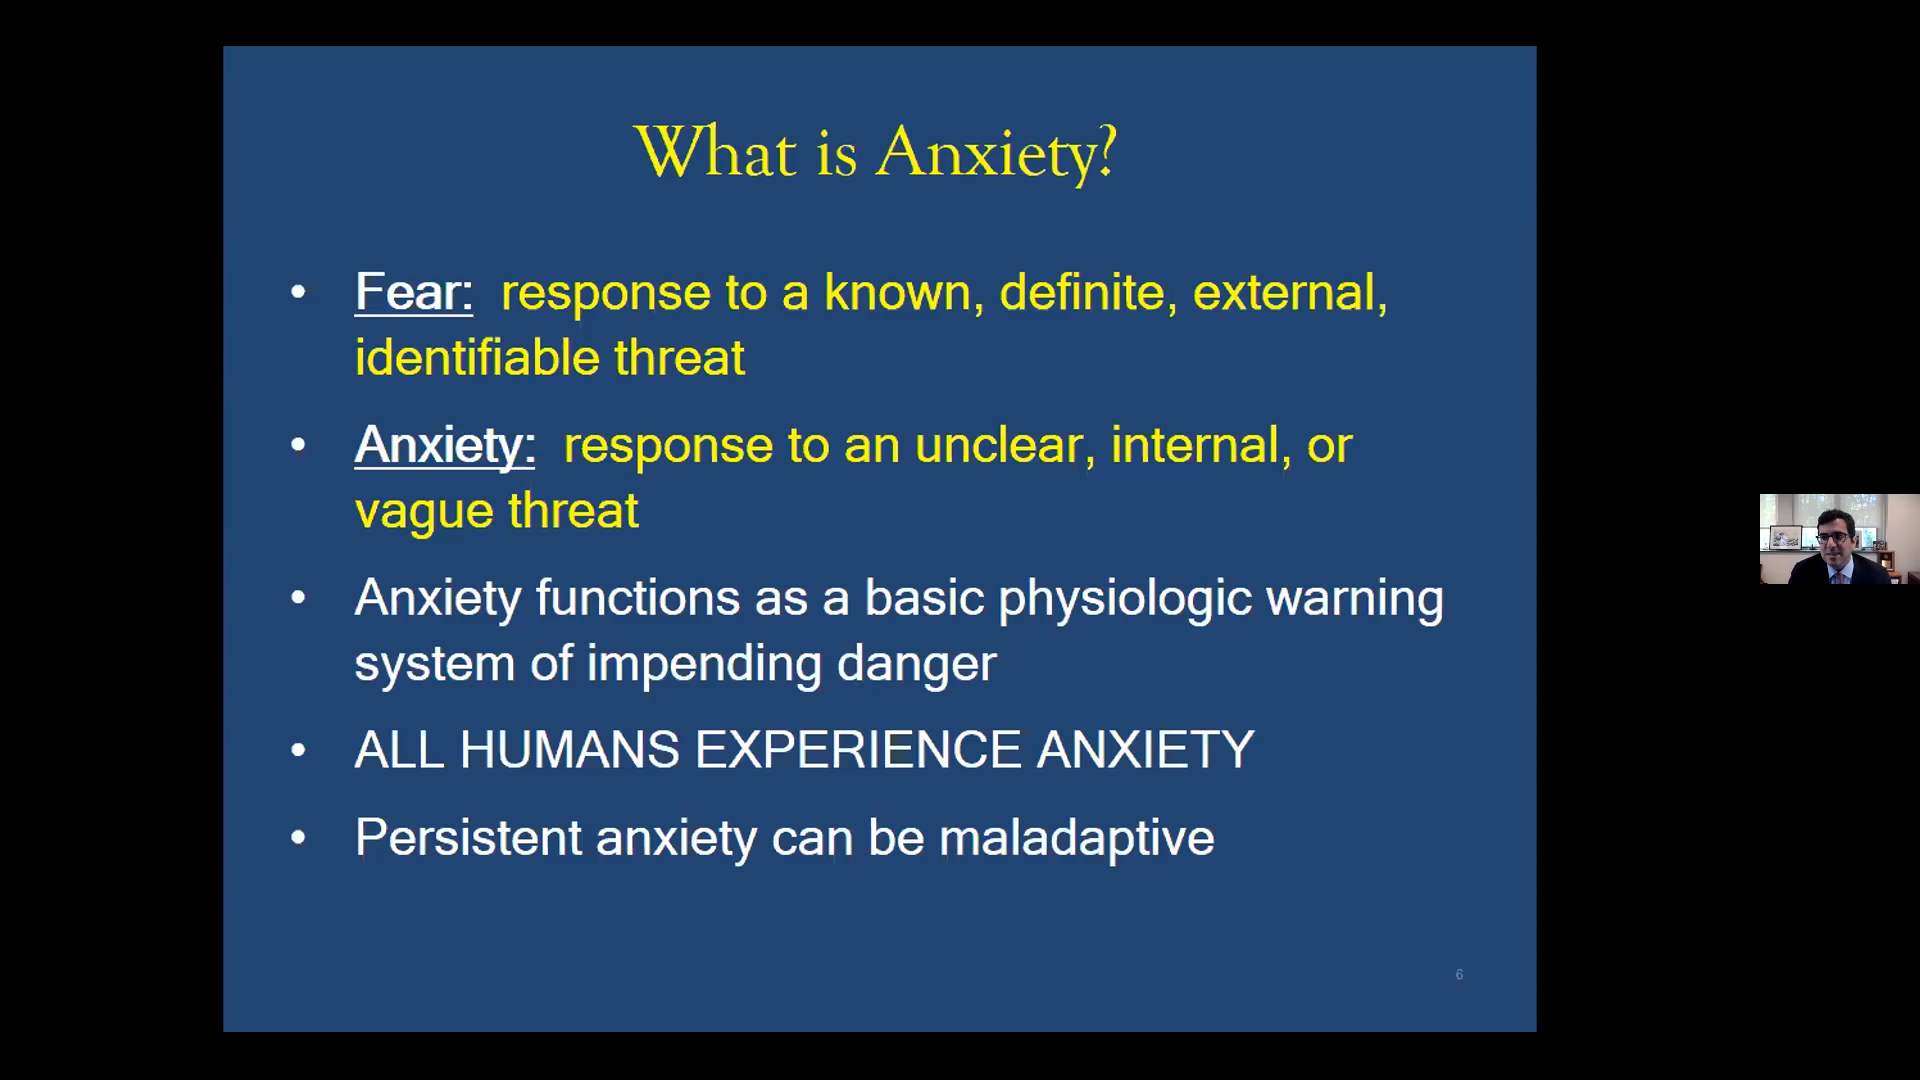 What is Anxiety?
• Fear: response to a known, definite, external,
identifiable threat
• Anxiety: response to an unclear, internal, or
vague threat
• Anxiety functions as a basic physiologic warning
system of impending danger
• ALL HUMANS EXPERIENCE ANXIETY
• Persistent anxiety can be maladaptive
6